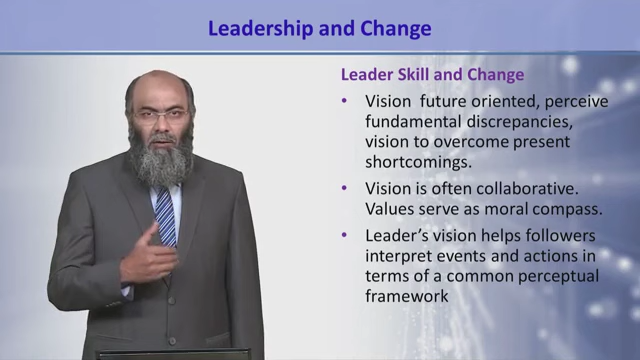 Leadership and Change
Leader Skill and Change
• Vision future oriented, perceive
fundamental discrepancies,
vision to overcome present
shortcomings.
• Vision is often collaborative.
Values serve as moral compass.
• Leader's vision helps followers
interpret events and actions in
terms of a common perceptual
framework